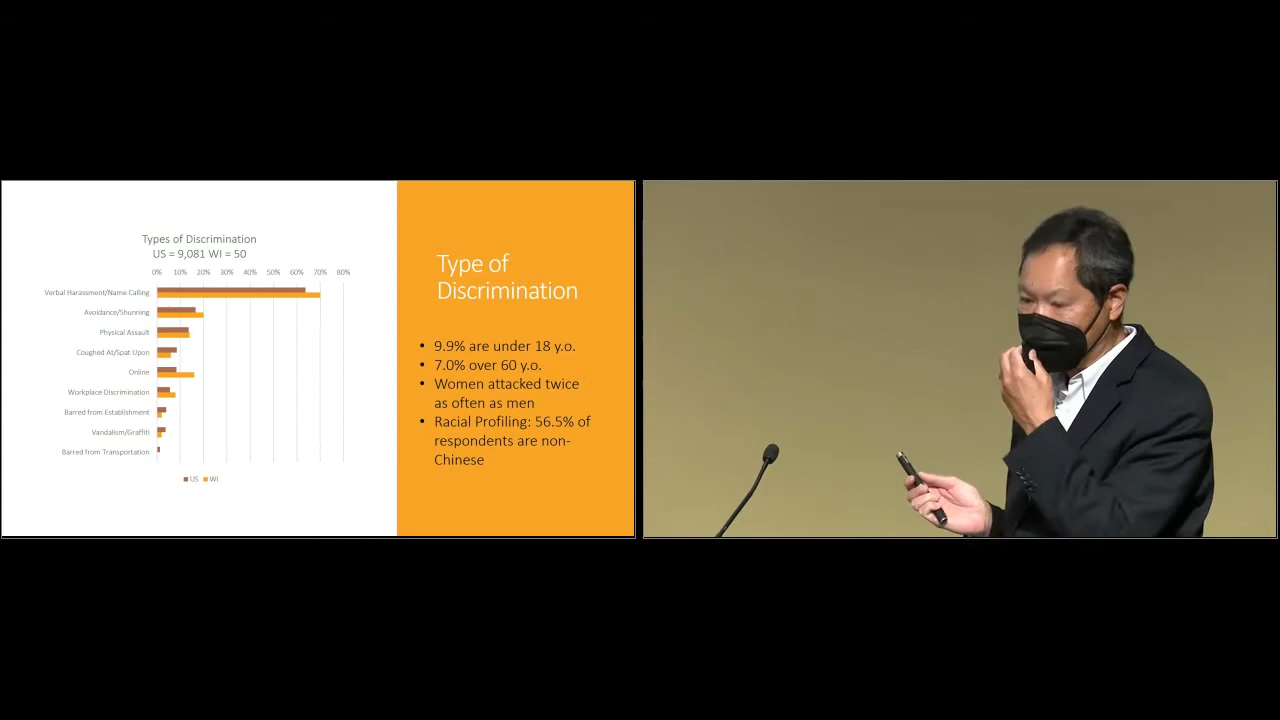 Types of Discrimination
US = 9,081 WI = 50
0% 10% 20% 30% 40% 50% 60% 70% 80%
Verbal Harassment/Name Calling
Avoidance/Shunning
Physical Assault
Coughed At/Spat Upon
Online
Workplace Discrimination
Barred from Establishment
Vandalism/Graffiti
Barred from Transportation
US WI
Type of
Discrimination
• 9.9% are under 18 y.o.
• 7.0% over 60 y.o.
• Women attacked twice
as often as men
• Racial Profiling: 56.5% of
respondents are non-
Chinese